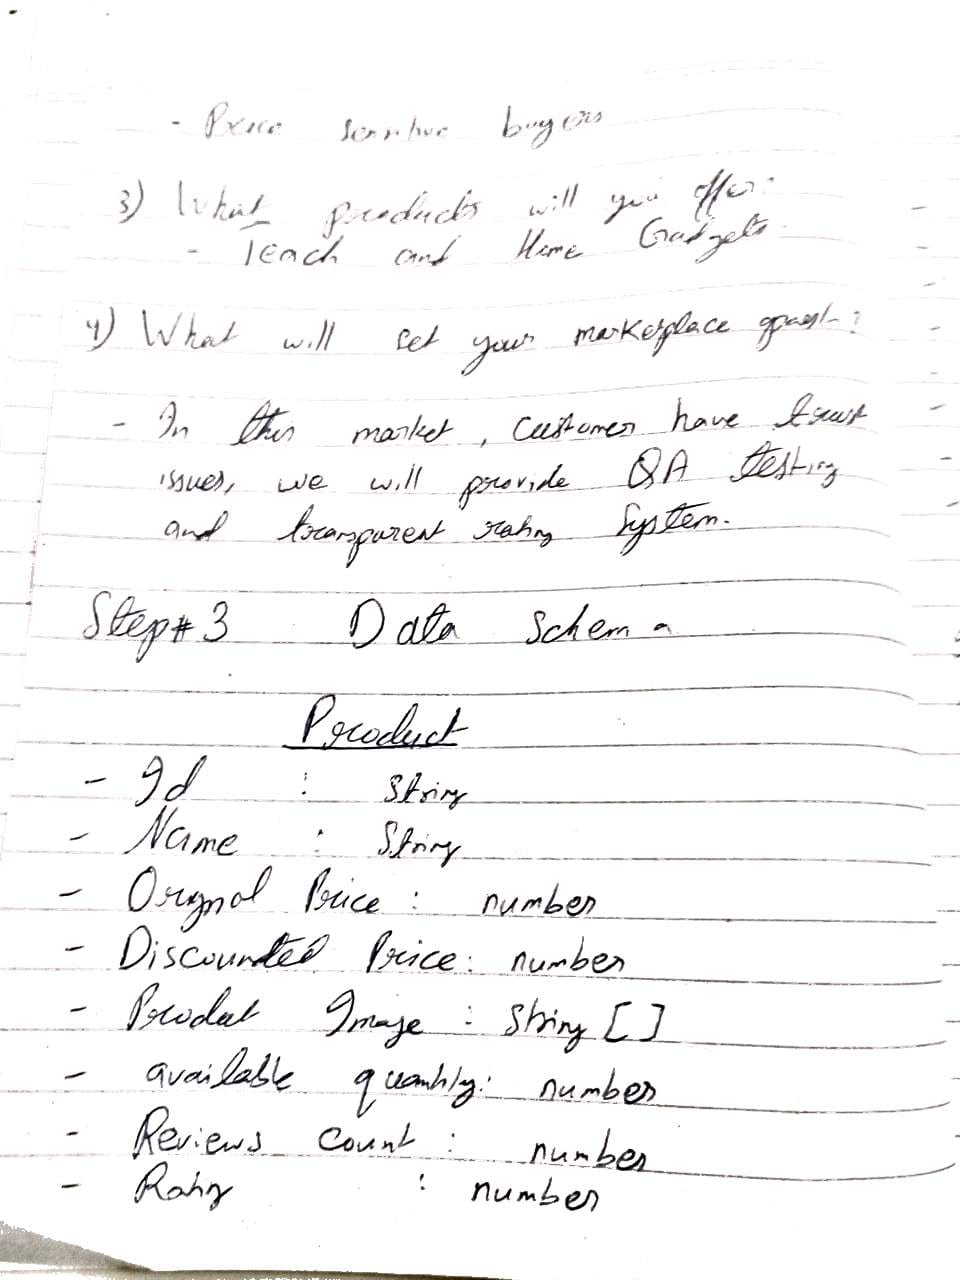 - Price sensitive buyers
3) What products will you offer:
- Teach and Home Gadgets.
4) What will set your marketplace apart?
- In this market, customer have trust
issues, we will provide QA testing
and transparent rating System.
Step# 3 Data Schema
Product
- Id : String
- Name : String
- Orignal Price : number
- Discounted Price : number
- Product Image : String []
- available quantity : number
- Reviews Count : number
- Rating : number